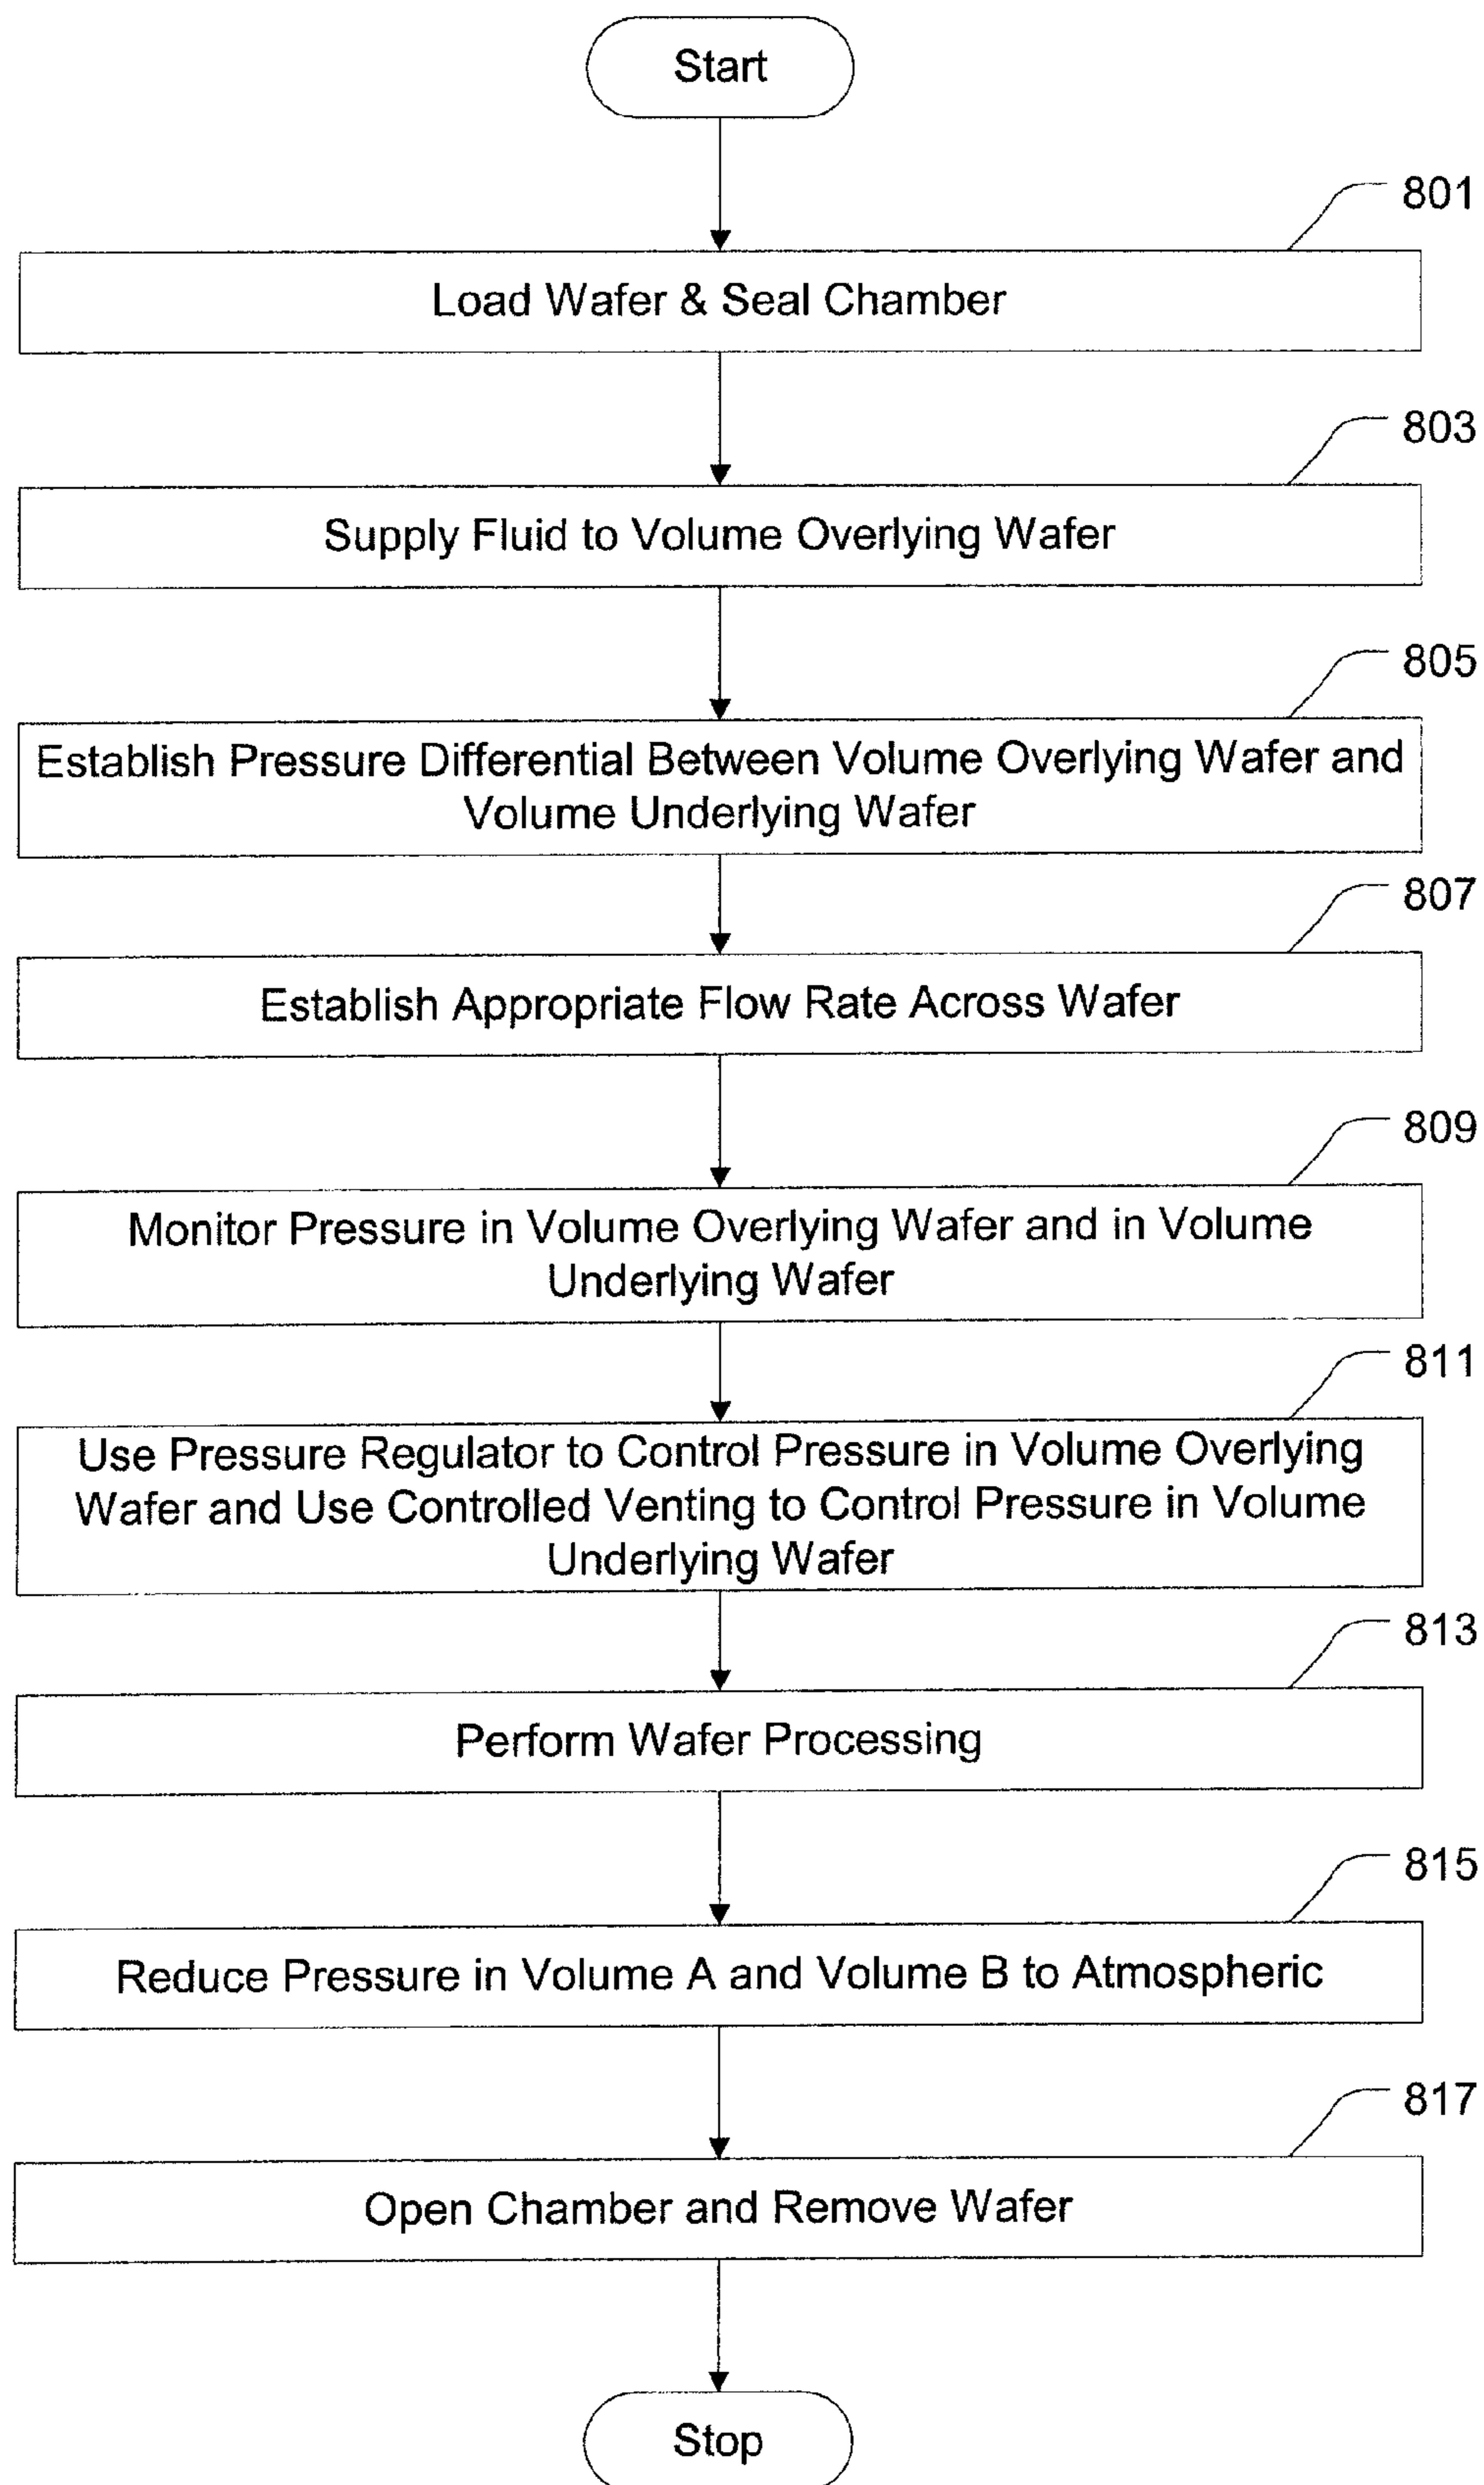 Start
801
Load Wafer & Seal Chamber
803
Supply Fluid to Volume Overlying Wafer
805
Establish Pressure Differential Between Volume Overlying Wafer and
Volume Underlying Wafer
807
Establish Appropriate Flow Rate Across Wafer
809
Monitor Pressure in Volume Overlying Wafer and in Volume
Underlying Wafer
811
Use Pressure Regulator to Control Pressure in Volume Overlying
Wafer and Use Controlled Venting to Control Pressure in Volume
Underlying Wafer
813
Perform Wafer Processing
815
Reduce Pressure in Volume A and Volume B to Atmospheric
817
Open Chamber and Remove Wafer
Stop